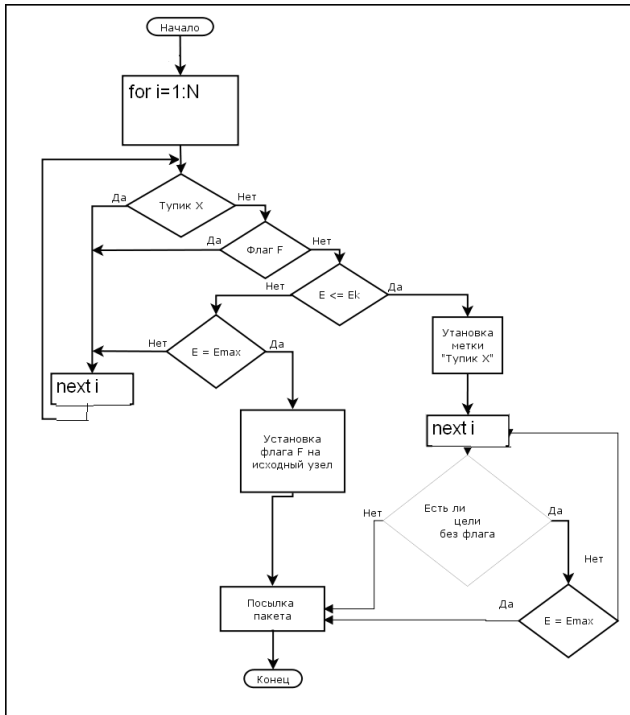 Начало
for i=1:N
Да
Тупик X
Нет
Да
Флаг F
Нет
Нет
E <= Ek
Да
Нет
E = Emax
Да
Утановка
метки
"Тупик X"
next i
Установка
флага F на
исходный узел
next i
Нет
Есть ли
цели
без флага
Да
Нет
Посылка
пакета
Да
E = Emax
Конец